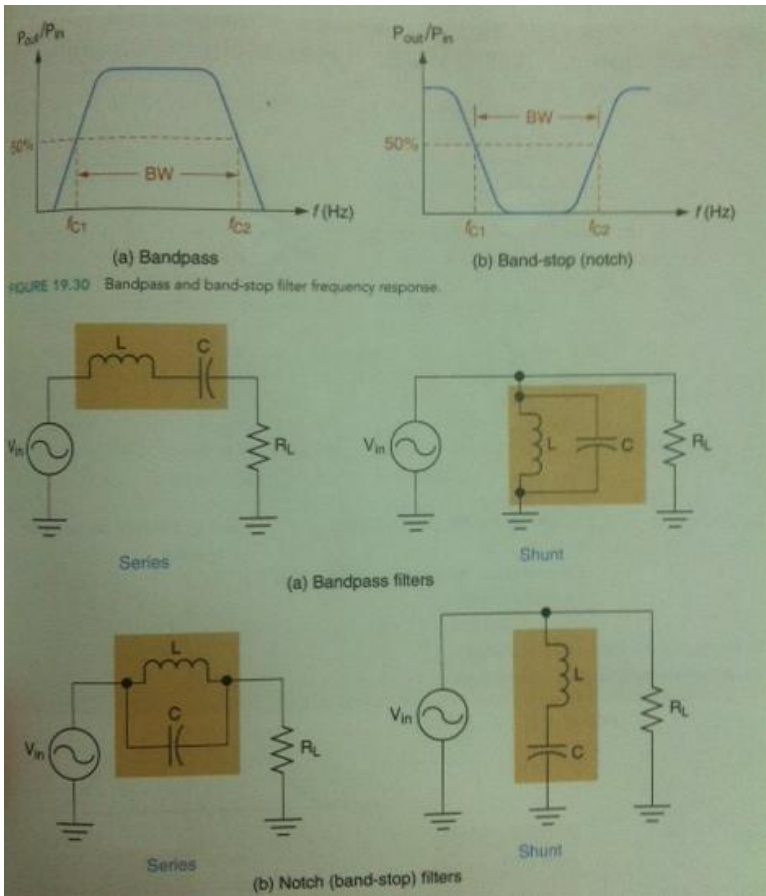 Pout/Pin
50%
BW
fC1
fC2
f (Hz)
(a) Bandpass
Pout/Pin
50%
BW
fC1
fC2
f (Hz)
(b) Band-stop (notch)
FIGURE 19.30 Bandpass and band-stop filter frequency response.
L
C
Vin
RL
Series
Vin
L
C
RL
Shunt
(a) Bandpass filters
L
C
Vin
RL
Series
Vin
L
C
RL
Shunt
(b) Notch (band-stop) filters